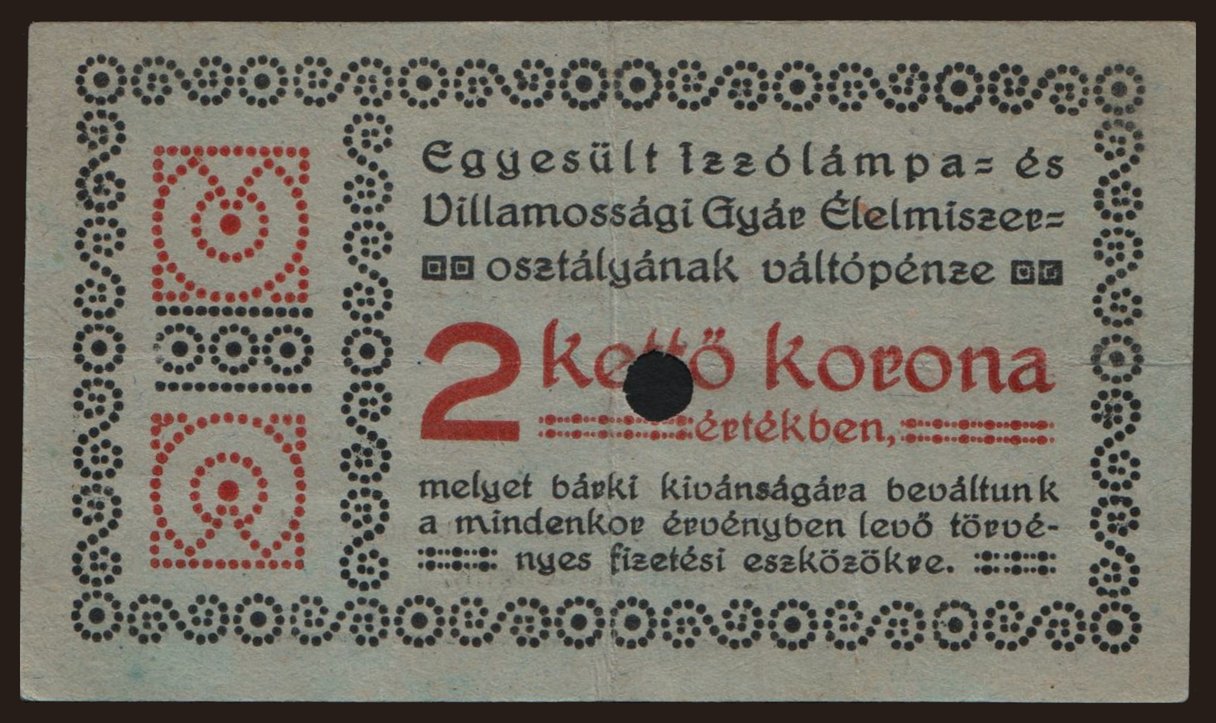 Egyesült Izzólámpa- és
Villamossági Gyár Élelmiszer-
osztályának váltópénze
2 kettő korona
értékben,
melyet bárki kivánságára beváltunk
a mindenkor érvényben levő törvé-
nyes fizetési eszközökre.